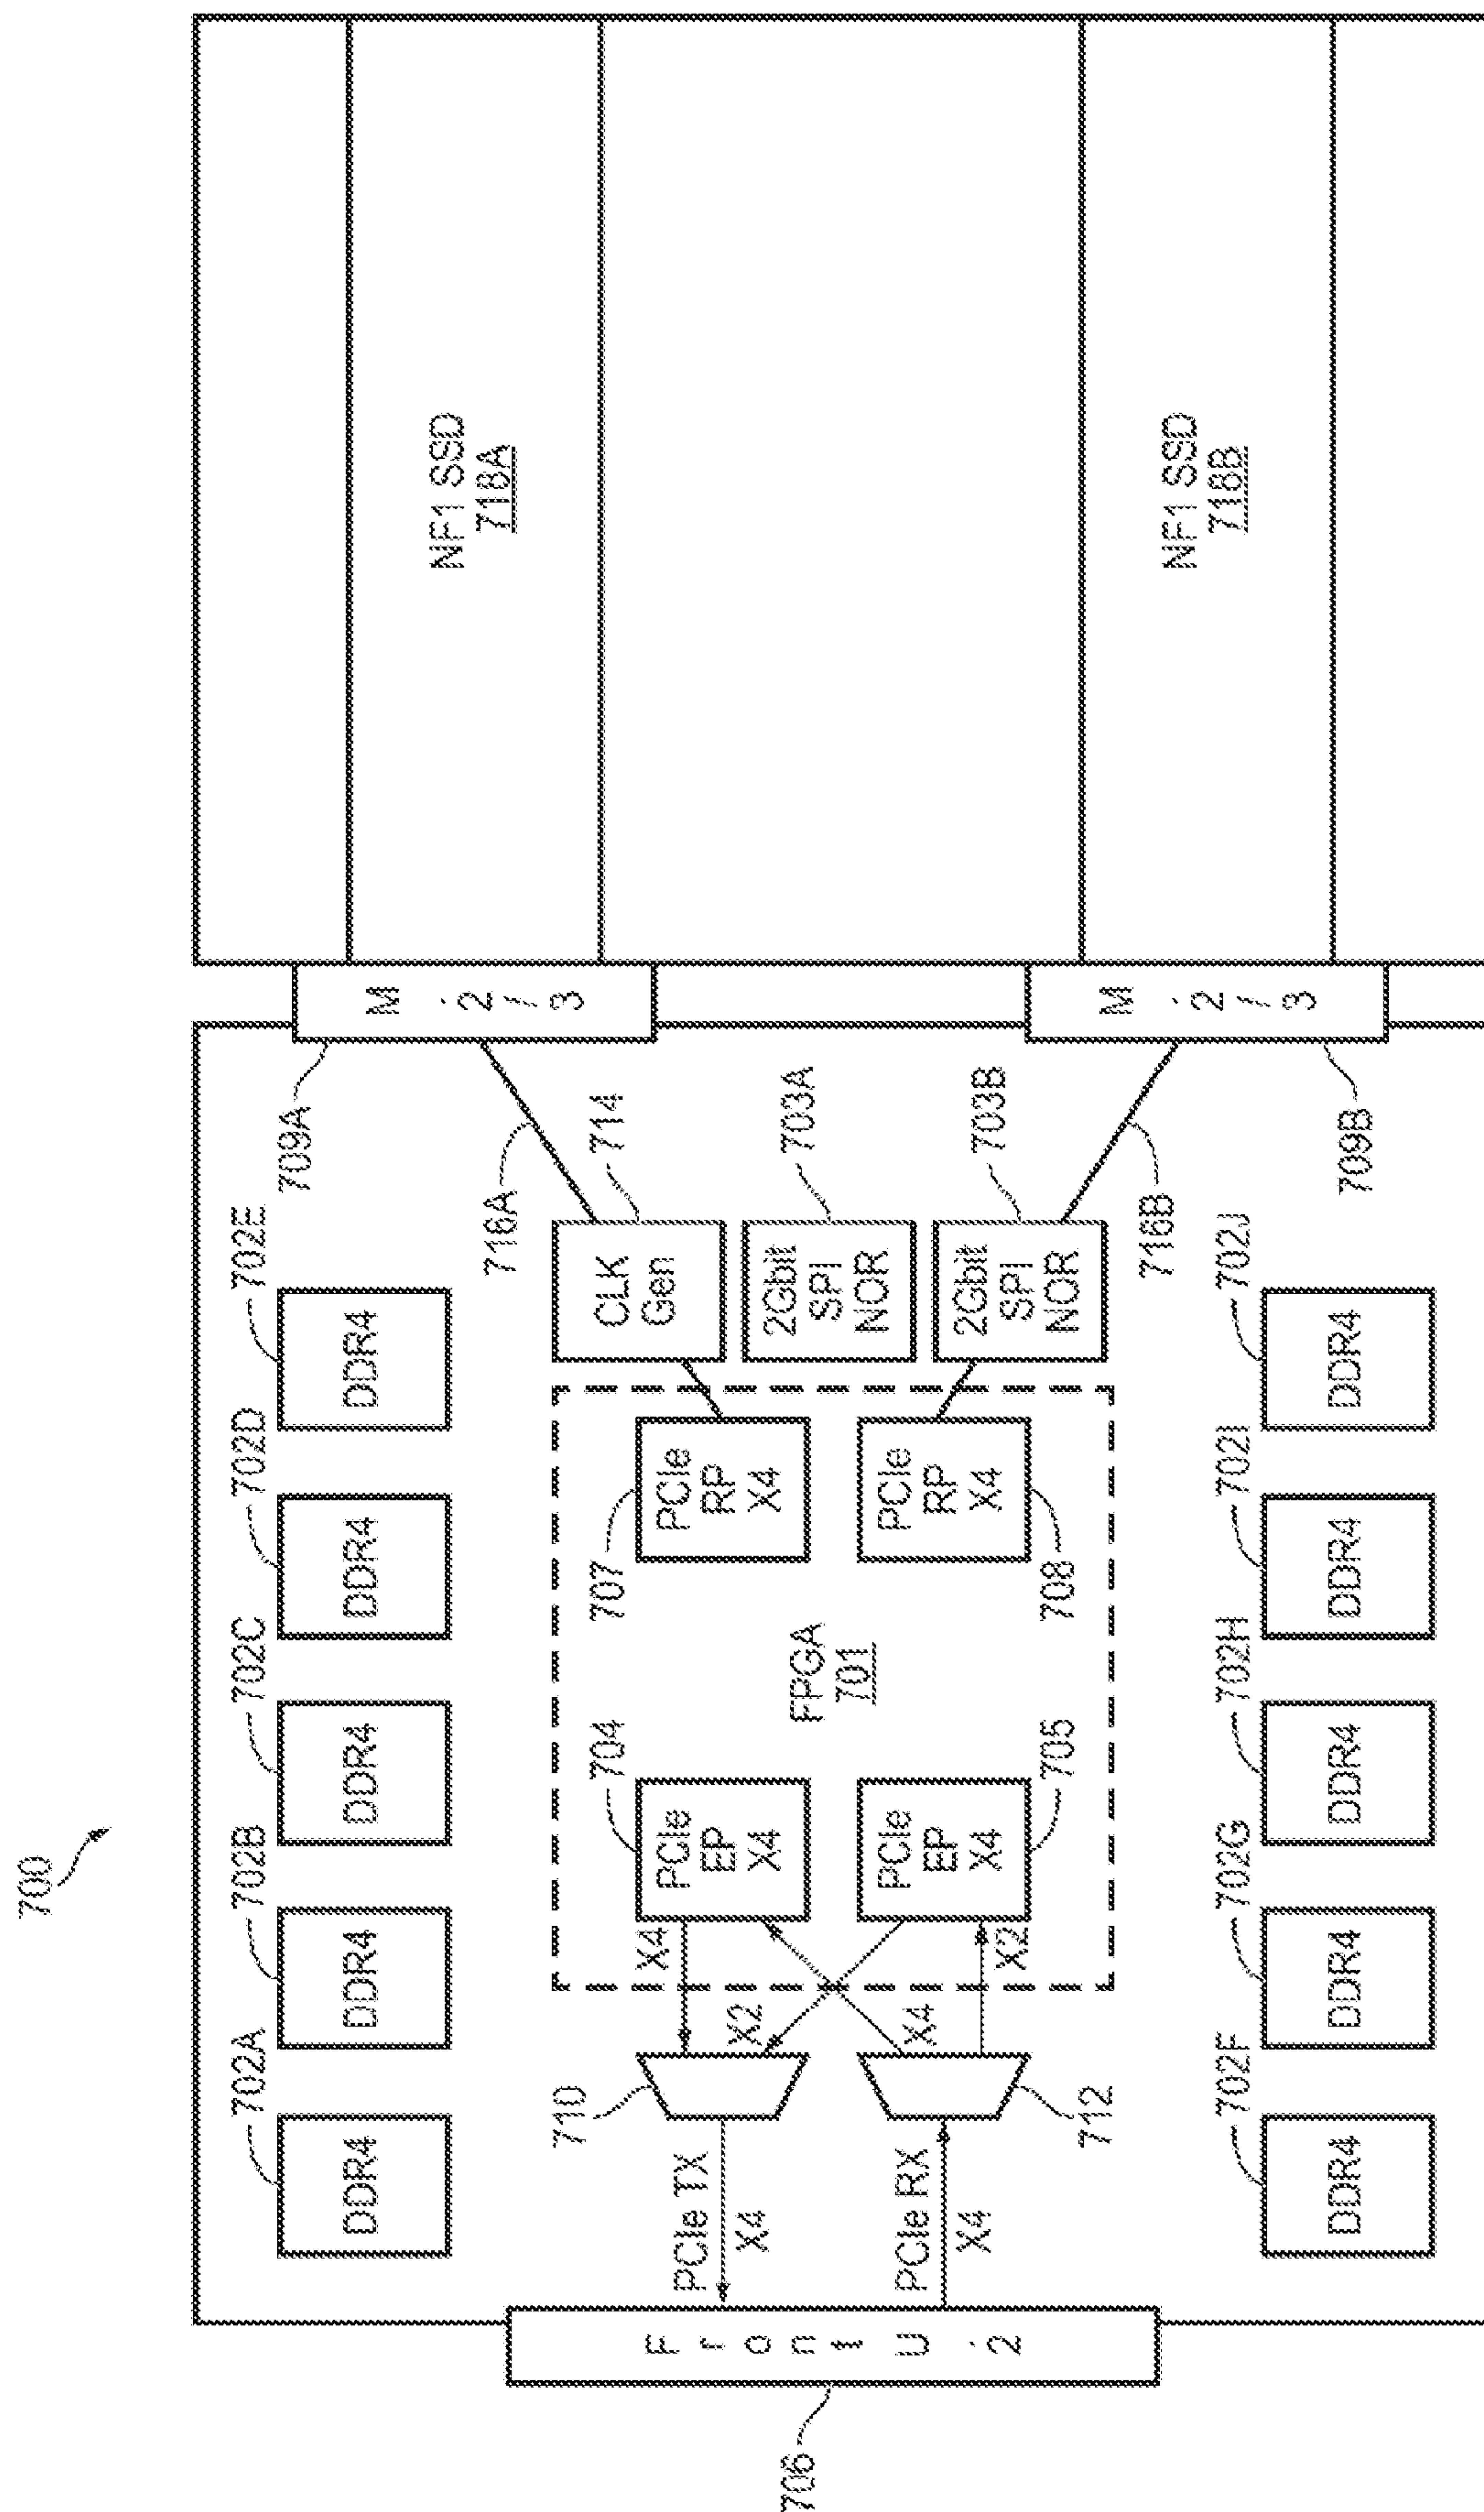 700
702A
702B
702C
702D
702E
DDR4
DDR4
DDR4
DDR4
DDR4
709A
716A
714
703A
703B
716B
709B
710
704
707
X4
PCIe
EP
X4
PCIe
RP
X4
CLK
Gen
M.2/3
NF1 SSD
718A
PCIe TX
X4
X2
FPGA
701
2Gbit
SPI
NOR
706
Front U.2
PCIe RX
X4
X4
X2
PCIe
EP
X4
PCIe
RP
X4
2Gbit
SPI
NOR
M.2/3
NF1 SSD
718B
712
705
708
702F
702G
702H
702I
702J
DDR4
DDR4
DDR4
DDR4
DDR4